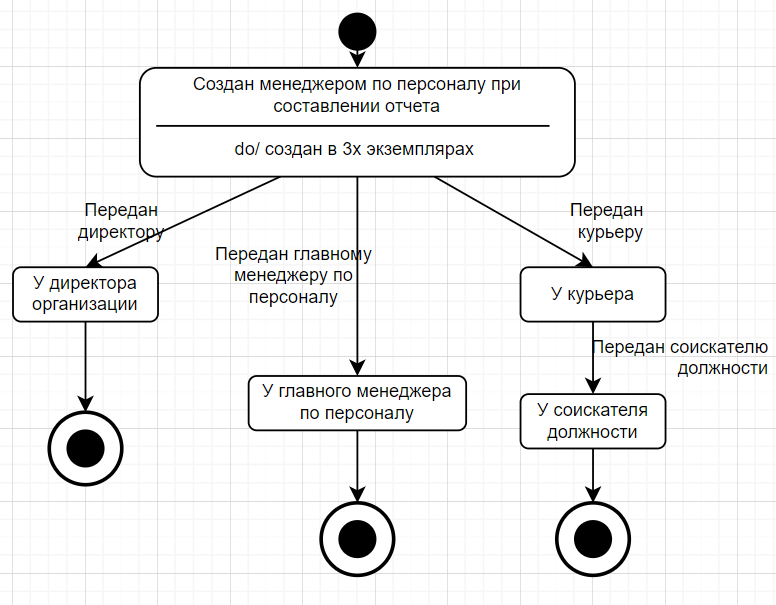 Создан менеджером по персоналу при
составлении отчета
do/ создан в 3х экземплярах
Передан
директору
Передан главному
менеджеру по
персоналу
Передан
курьеру
У директора
организации
У курьера
Передан соискателю
должности
У главного менеджера
по персоналу
У соискателя
должности